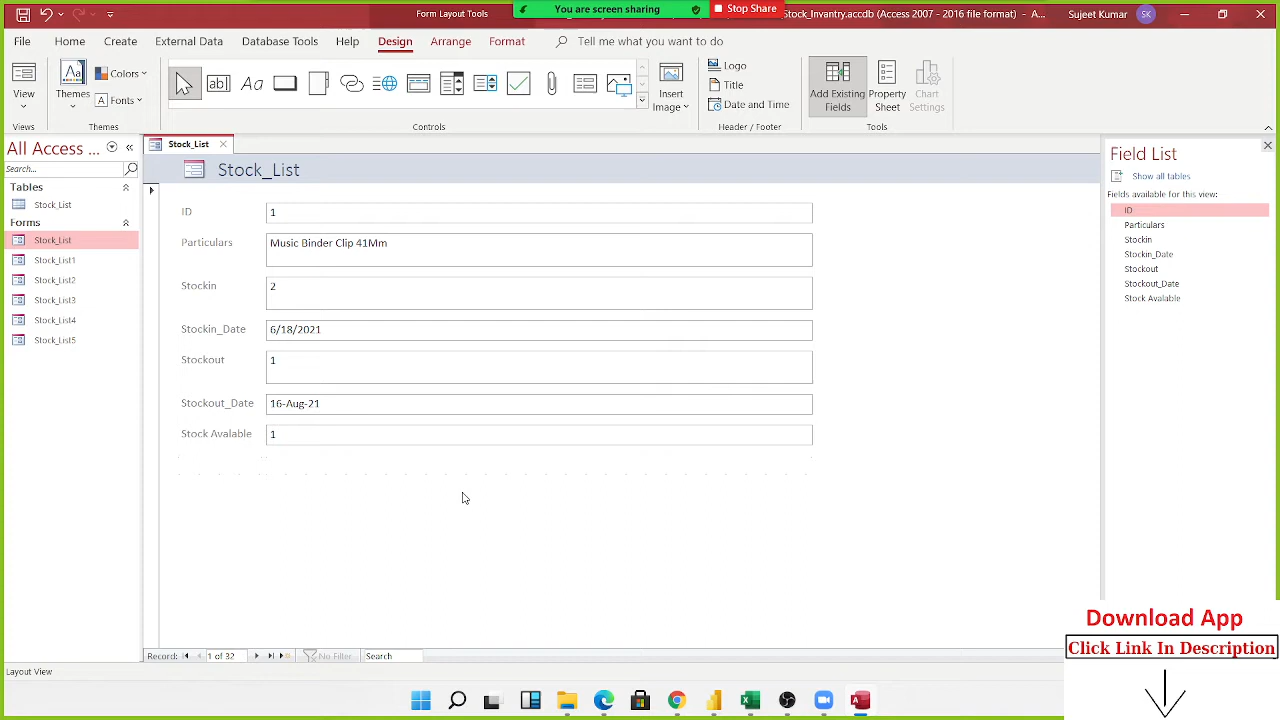 Form Layout Tools
You are screen sharing
Stop Share
Stock_Invantry.accdb (Access 2007 - 2016 file format) - A...
Sujeet Kumar
SK
File
Home
Create
External Data
Database Tools
Help
Design
Arrange
Format
Tell me what you want to do
View
Themes
Colors
Fonts
Aa
Insert
Image
Logo
Title
Date and Time
Add Existing
Fields
Property
Sheet
Chart
Settings
Views
Themes
Controls
Header / Footer
Tools
All Access ...
Search...
Tables
Stock_List
Forms
Stock_List
Stock_List1
Stock_List2
Stock_List3
Stock_List4
Stock_List5
Stock_List
Stock_List
ID
1
Particulars
Music Binder Clip 41Mm
Stockin
2
Stockin_Date
6/18/2021
Stockout
1
Stockout_Date
16-Aug-21
Stock Avalable
1
Field List
Show all tables
Fields available for this view:
ID
Particulars
Stockin
Stockin_Date
Stockout
Stockout_Date
Stock Avalable
Download App
Click Link In Description
Record:
1 of 32
No Filter
Search
Layout View